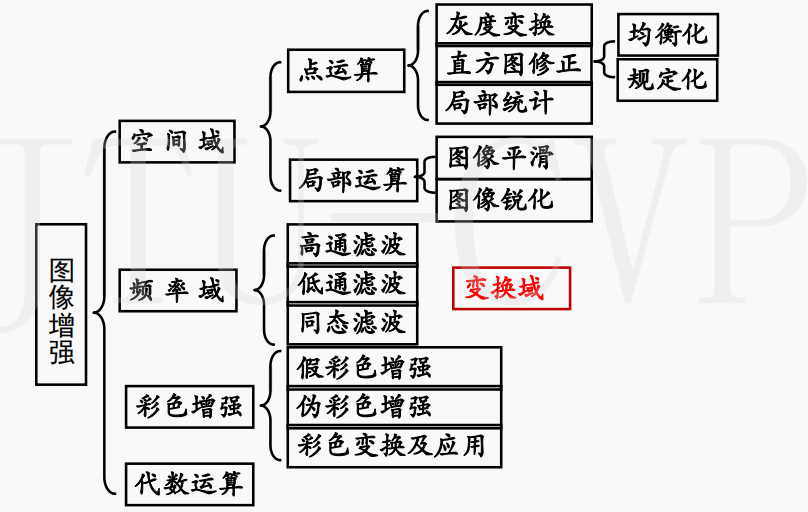 图像增强
空间域
点运算
灰度变换
直方图修正
均衡化
规定化
局部统计
局部运算
图像平滑
图像锐化
频率域
高通滤波
低通滤波
同态滤波
变换域
彩色增强
假彩色增强
伪彩色增强
彩色变换及应用
代数运算
JTU-CVP